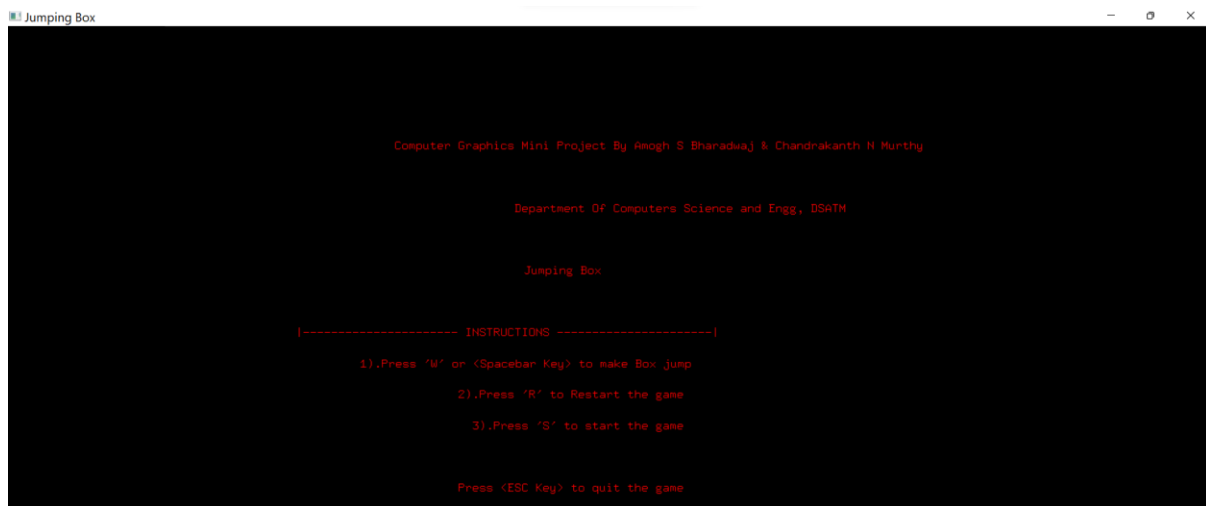 Jumping Box
Computer Graphics Mini Project By Amogh S Bharadwaj & Chandrakanth N Murthy
Department Of Computers Science and Engg, DSATM
Jumping Box
|---------------------- INSTRUCTIONS ----------------------|
1).Press 'W' or <Spacebar Key> to make Box jump
2).Press 'R' to Restart the game
3).Press 'S' to start the game
Press <ESC Key> to quit the game